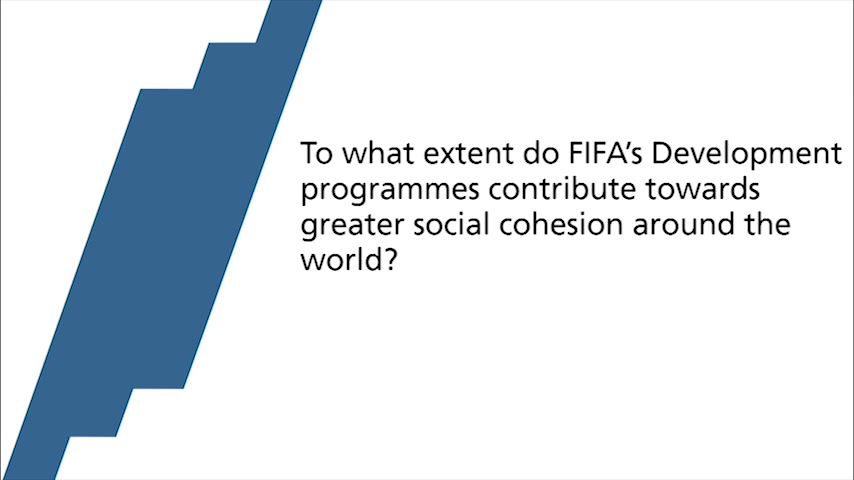 To what extent do FIFA's Development
programmes contribute towards
greater social cohesion around the
world?